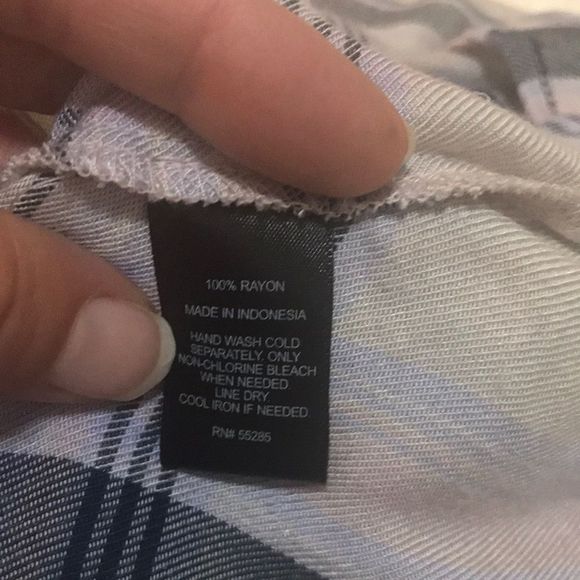 100% RAYON
MADE IN INDONESIA
HAND WASH COLD
SEPARATELY. ONLY
NON-CHLORINE BLEACH
WHEN NEEDED.
LINE DRY.
COOL IRON IF NEEDED.
RN# 55285